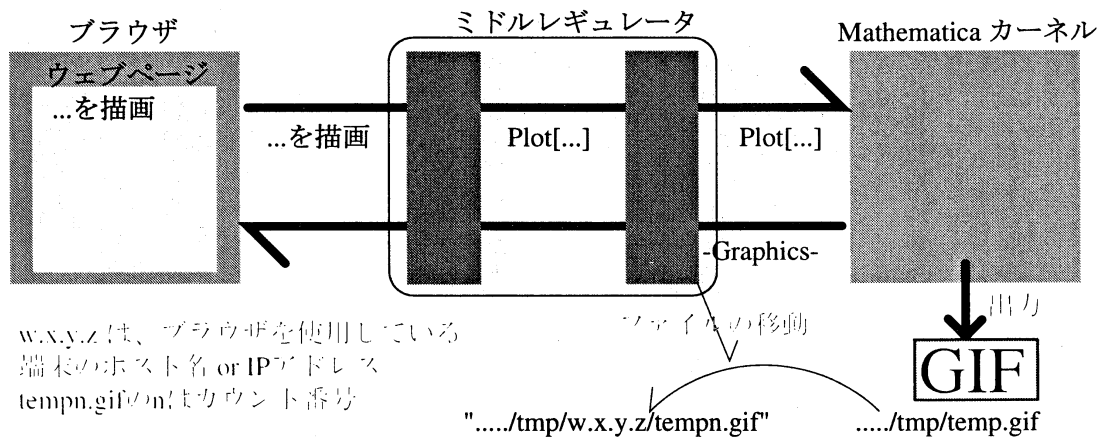 ブラウザ
ミドルレギュレータ
Mathematica カーネル
ウェブページ
...を描画
...を描画
Plot[...]
Plot[...]
-Graphics-
出力
GIF
ファイルの移動
w.x.y.z は、ブラウザを使用している
端末のホスト名 or IPアドレス
tempn.gifのnはカウント番号
"...../tmp/w.x.y.z/tempn.gif"
...../tmp/temp.gif